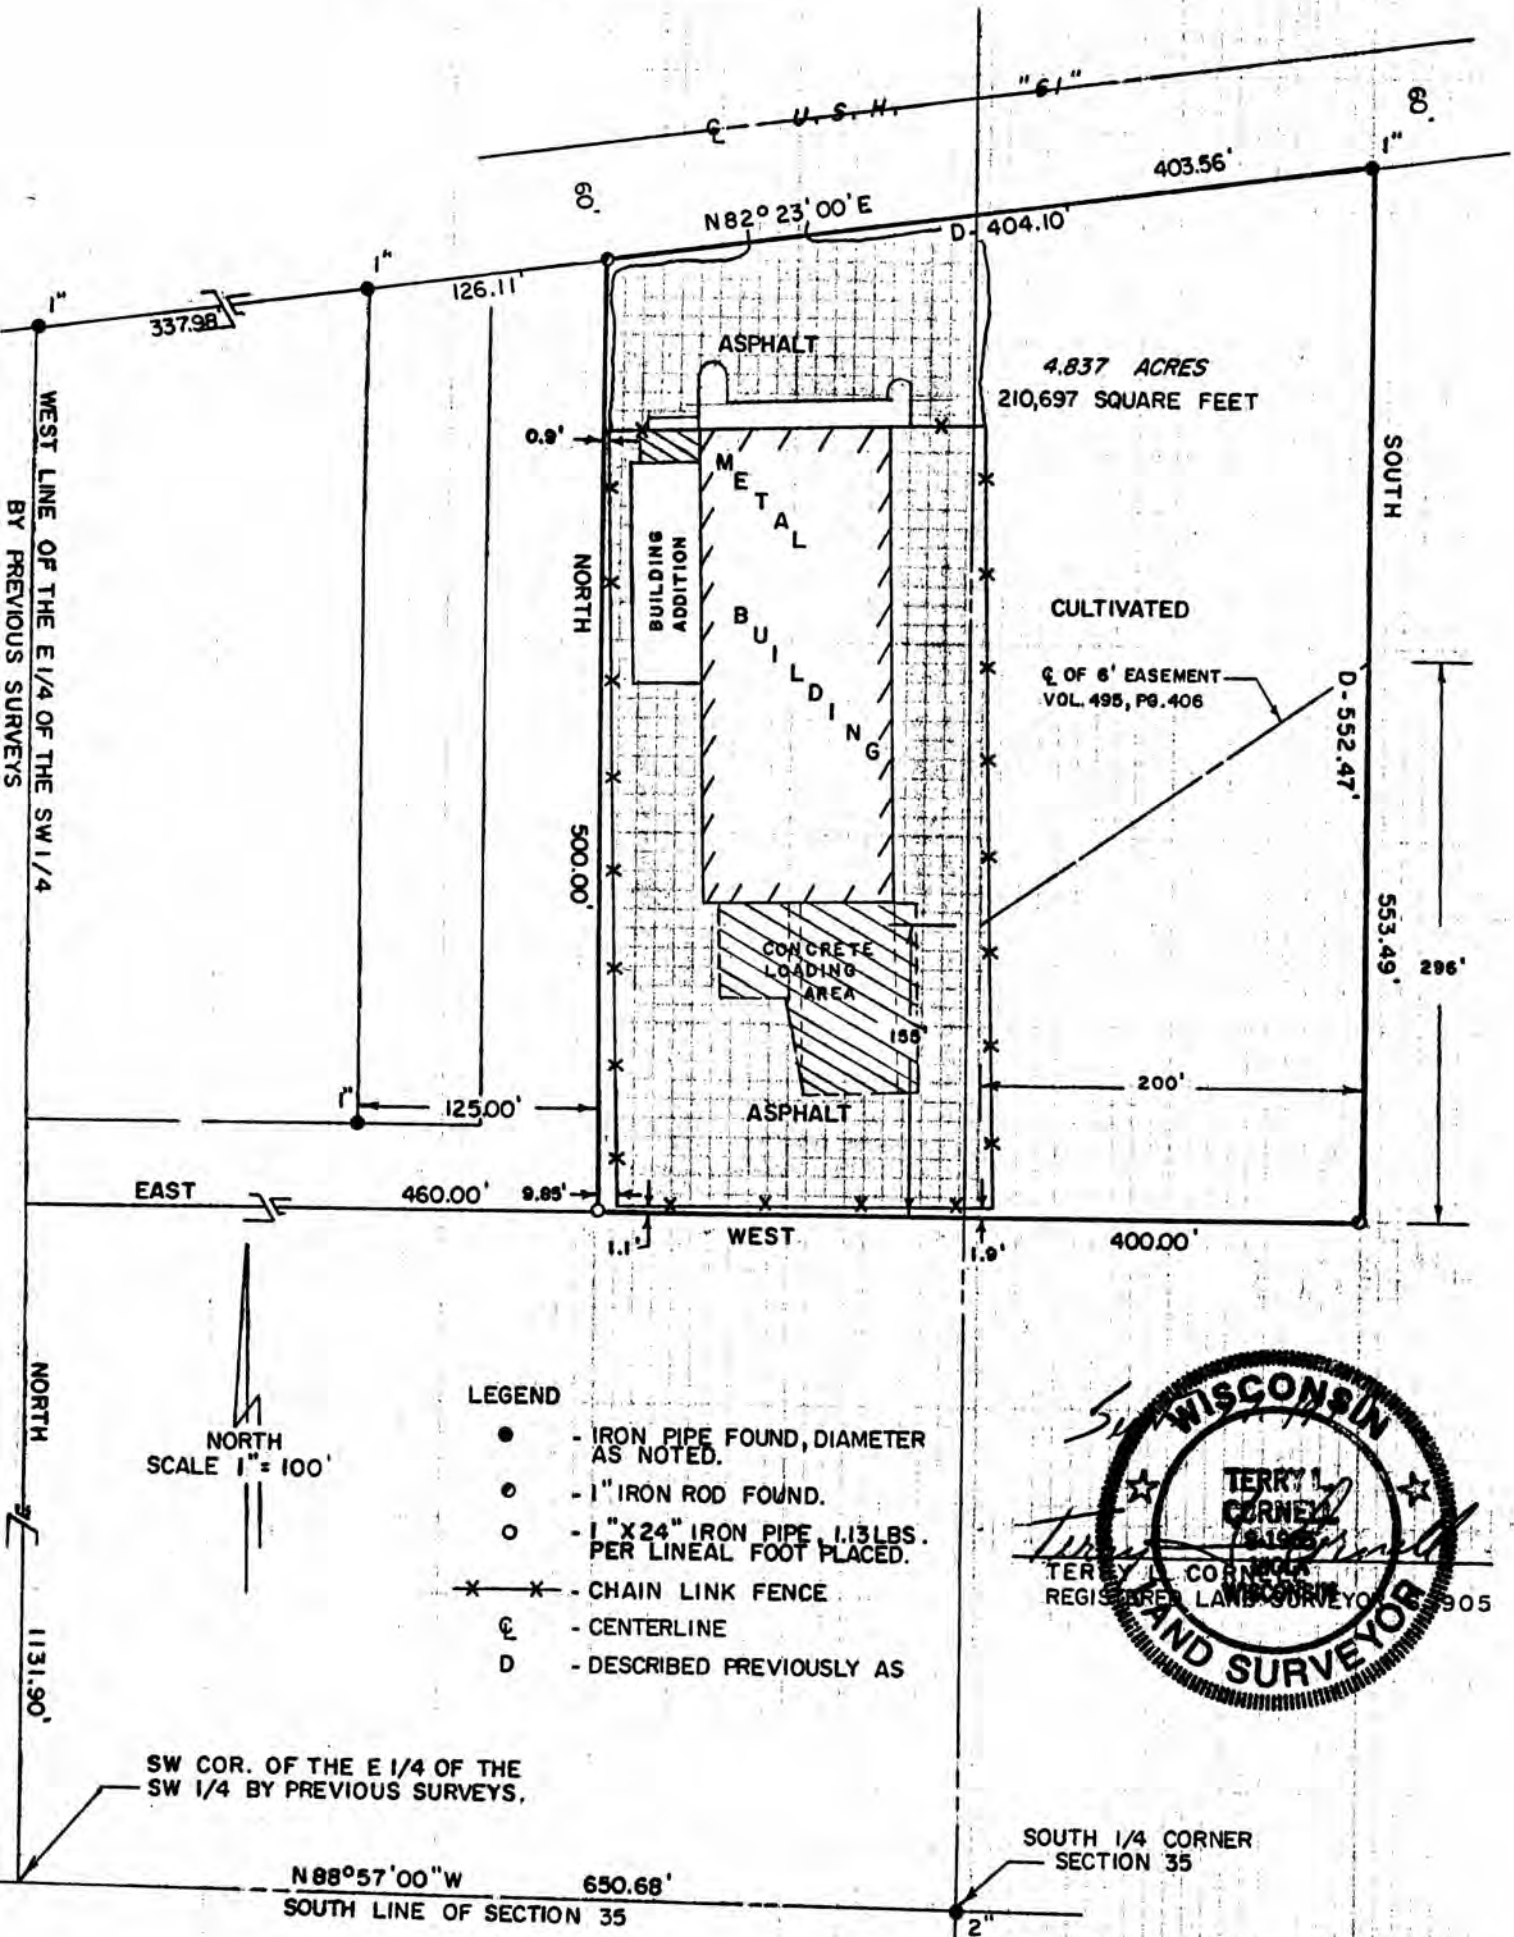 "61"
℄ U.S.H.
60'
60'
1"
403.56'
N82°23'00'E
D- 404.10'
1"
126.11'
1"
337.98'
ASPHALT
4.837 ACRES
210,697 SQUARE FEET
0.9'
METAL
BUILDING
BUILDING
ADDITION
NORTH
500.00'
WEST LINE OF THE E 1/4 OF THE SW 1/4
BY PREVIOUS SURVEYS
SOUTH
CULTIVATED
℄ OF 6' EASEMENT
VOL. 495, PG. 406
D- 552.47'
553.49'
296'
CONCRETE
LOADING
AREA
155'
200'
1"
125.00'
ASPHALT
EAST
460.00'
9.85'
1.1'
WEST
1.9'
400.00'
NORTH
1131.90'
NORTH
SCALE 1"= 100'
LEGEND
- IRON PIPE FOUND, DIAMETER
AS NOTED.
- 1" IRON ROD FOUND.
- 1"X24" IRON PIPE, 1.13 LBS.
PER LINEAL FOOT PLACED.
X X - CHAIN LINK FENCE
℄ - CENTERLINE
D - DESCRIBED PREVIOUSLY AS
WISCONSIN
TERRY L
CORNELL
LAND SURVEYOR
TERRY L. CORNELL
REGISTERED LAND SURVEYOR
SW COR. OF THE E 1/4 OF THE
SW 1/4 BY PREVIOUS SURVEYS.
SOUTH 1/4 CORNER
SECTION 35
N88°57'00"W 650.68'
SOUTH LINE OF SECTION 35
2"